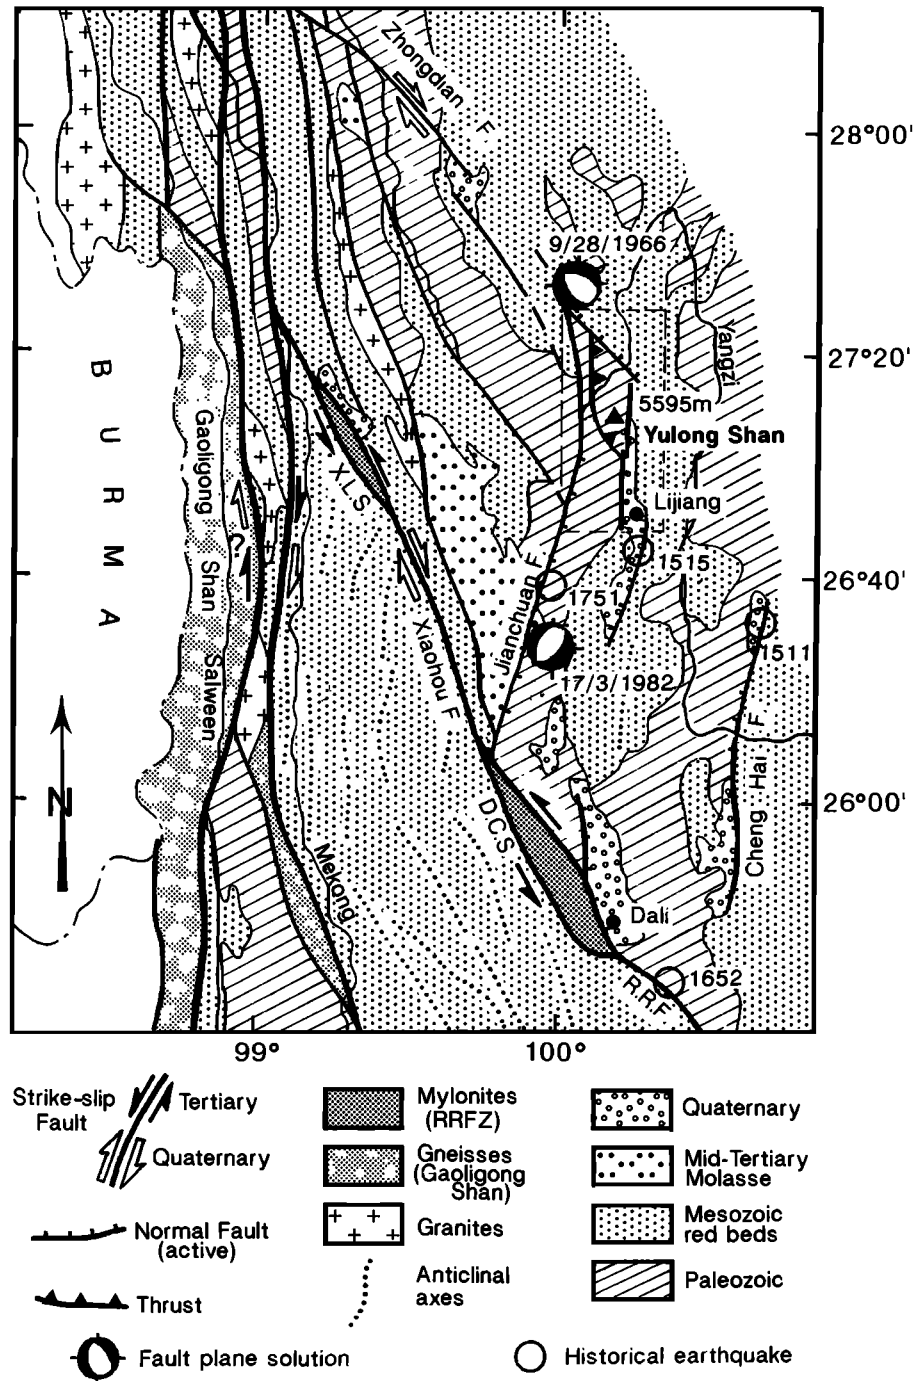 Zhongdian F
28°00'
9/28/1966
Yangzi
27°20'
BURMA
5595m
Yulong Shan
Gaoligong Shan
XLS
Lijiang
?
1515
26°40'
Jianchuan F
1751
1511
Xiaohou F
Salween
17/3/1982
N
Cheng Hai F
26°00'
DCS
Mekong
Dali
R.R.F
1652
99°
100°
Strike-slip
Fault
Tertiary
Quaternary
Normal Fault
(active)
Thrust
Fault plane solution
Mylonites
(RRFZ)
Gneisses
(Gaoligong
Shan)
Granites
Anticlinal
axes
Quaternary
Mid-Tertiary
Molasse
Mesozoic
red beds
Paleozoic
Historical earthquake